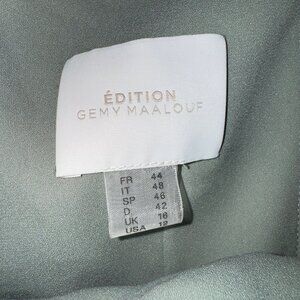 ÉDITION
GEMY MAALOUF
FR 44
IT 48
SP 46
D 42
UK 16
USA 12